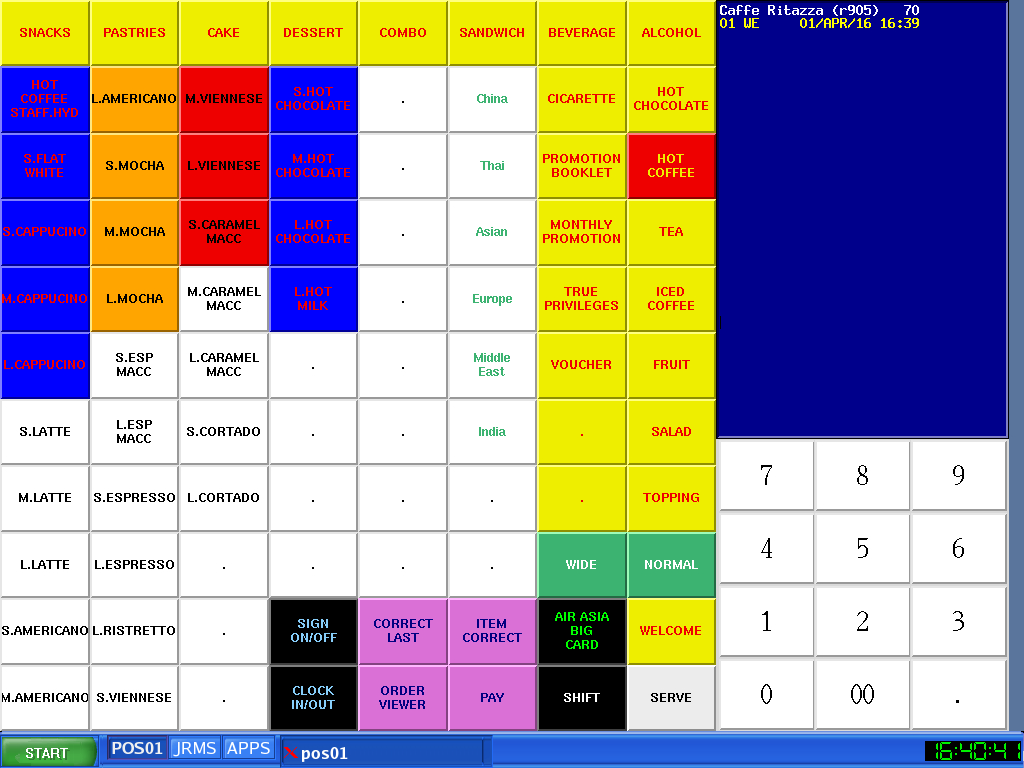 SNACKS PASTRIES CAKE DESSERT COMBO SANDWICH BEVERAGE ALCOHOL
HOT
COFFEE
STAFF.HYD
L.AMERICANO
M.VIENNESE
S.HOT
CHOCOLATE
.
China
CICARETTE
HOT
CHOCOLATE
S.FLAT
WHITE
S.MOCHA
L.VIENNESE
M.HOT
CHOCOLATE
.
Thai
PROMOTION
BOOKLET
HOT
COFFEE
S.CAPPUCINO
M.MOCHA
S.CARAMEL
MACC
L.HOT
CHOCOLATE
.
Asian
MONTHLY
PROMOTION
TEA
M.CAPPUCINO
L.MOCHA
M.CARAMEL
MACC
L.HOT
MILK
.
Europe
TRUE
PRIVILEGES
ICED
COFFEE
L.CAPPUCINO
S.ESP
MACC
L.CARAMEL
MACC
.
.
Middle
East
VOUCHER
FRUIT
S.LATTE
L.ESP
MACC
S.CORTADO
.
.
India
.
SALAD
M.LATTE
S.ESPRESSO
L.CORTADO
.
.
.
.
TOPPING
L.LATTE
L.ESPRESSO
.
.
.
.
WIDE
NORMAL
S.AMERICANO
L.RISTRETTO
.
SIGN
ON/OFF
CORRECT
LAST
ITEM
CORRECT
AIR ASIA
BIG
CARD
WELCOME
M.AMERICANO
S.VIENNESE
.
CLOCK
IN/OUT
ORDER
VIEWER
PAY
SHIFT
SERVE
Caffe Ritazza (r905) 70
01 WE 01/APR/16 16:39
7 8 9
4 5 6
1 2 3
0 00 .
START POS01 JRMS APPS pos01 16:40:41